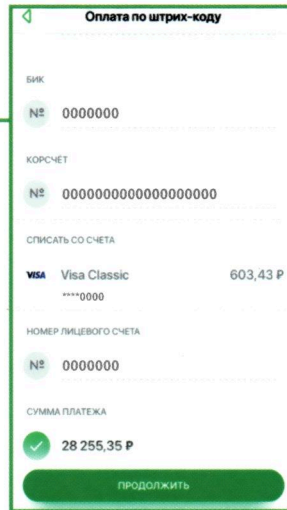 Оплата по штрих-коду
БИК
№ 0000000
КОРСЧЁТ
№ 00000000000000000000
СПИСАТЬ СО СЧЕТА
VISA Visa Classic 603,43 ₽
****0000
НОМЕР ЛИЦЕВОГО СЧЕТА
№ 0000000
СУММА ПЛАТЕЖА
28 255,35 ₽
ПРОДОЛЖИТЬ